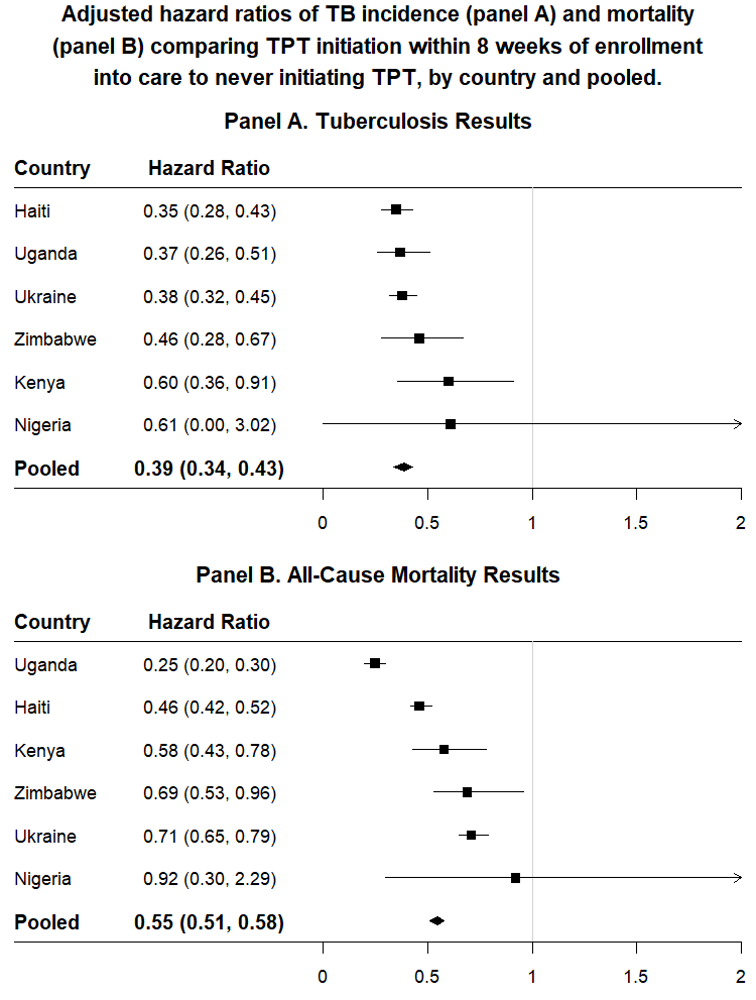 Adjusted hazard ratios of TB incidence (panel A) and mortality
(panel B) comparing TPT initiation within 8 weeks of enrollment
into care to never initiating TPT, by country and pooled.
Panel A. Tuberculosis Results
Country Hazard Ratio
Haiti 0.35 (0.28, 0.43)
Uganda 0.37 (0.26, 0.51)
Ukraine 0.38 (0.32, 0.45)
Zimbabwe 0.46 (0.28, 0.67)
Kenya 0.60 (0.36, 0.91)
Nigeria 0.61 (0.00, 3.02)
Pooled 0.39 (0.34, 0.43)
0 0.5 1 1.5 2
Panel B. All-Cause Mortality Results
Country Hazard Ratio
Uganda 0.25 (0.20, 0.30)
Haiti 0.46 (0.42, 0.52)
Kenya 0.58 (0.43, 0.78)
Zimbabwe 0.69 (0.53, 0.96)
Ukraine 0.71 (0.65, 0.79)
Nigeria 0.92 (0.30, 2.29)
Pooled 0.55 (0.51, 0.58)
0 0.5 1 1.5 2